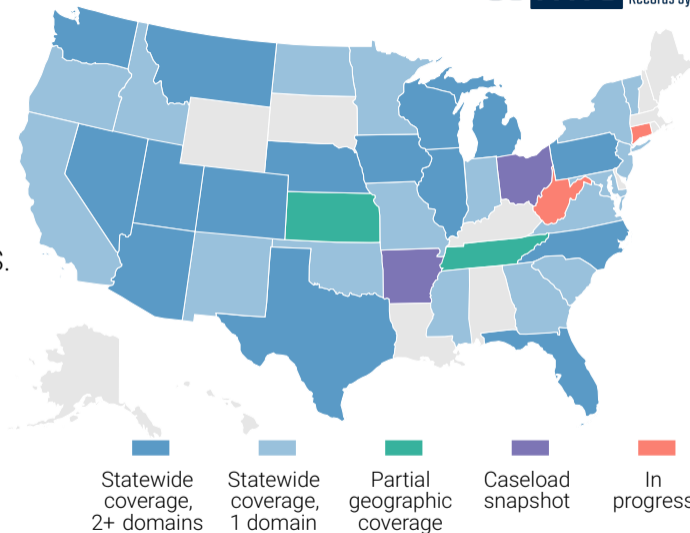 Records by
S.
Statewide coverage, 2+ domains
Statewide coverage, 1 domain
Partial geographic coverage
Caseload snapshot
In progress